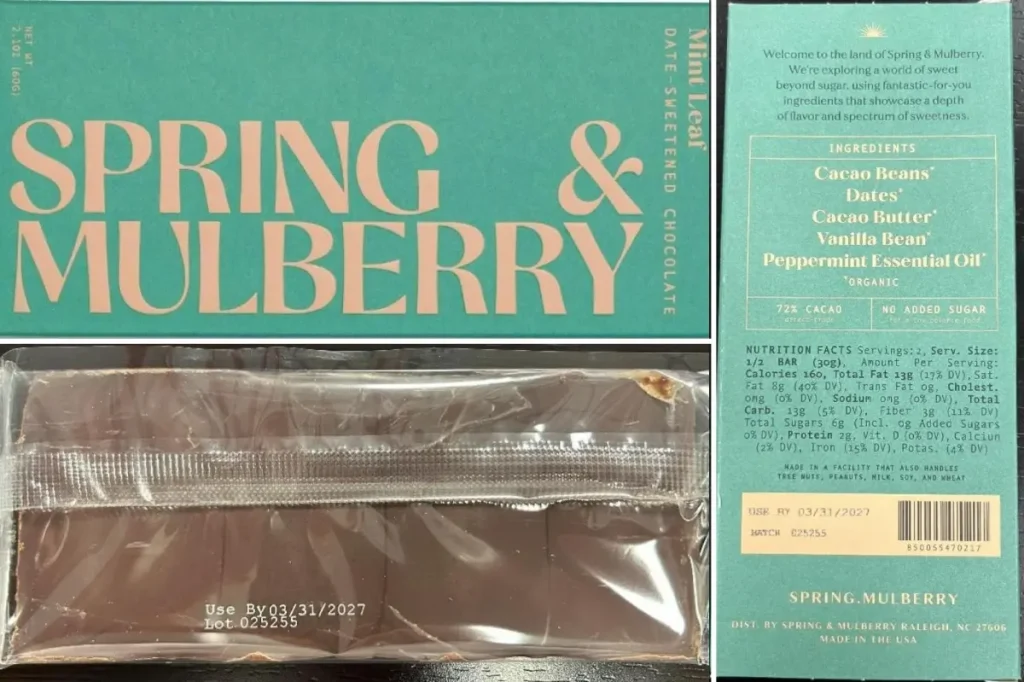 NET WT
2.1OZ (60G)
Mint Leaf
DATE-SWEETENED CHOCOLATE
SPRING &
MULBERRY
Use By 03/31/2027
Lot 025255
Welcome to the land of Spring & Mulberry.
We're exploring a world of sweet
beyond sugar, using fantastic-for-you
ingredients that showcase a depth
of flavor and spectrum of sweetness.
INGREDIENTS
Cacao Beans*
Dates*
Cacao Butter*
Vanilla Bean*
Peppermint Essential Oil*
*ORGANIC
72% CACAO
NO ADDED SUGAR
NUTRITION FACTS Servings: 2, Serv. Size:
1/2 BAR (30g), Amount Per Serving:
Calories 160, Total Fat 13g (17% DV), Sat.
Fat 8g (40% DV), Trans Fat 0g, Cholest.
0mg (0% DV), Sodium 0mg (0% DV), Total
Carb. 13g (5% DV), Fiber 3g (11% DV)
Total Sugars 6g (Incl. 0g Added Sugars
0% DV), Protein 2g, Vit. D (0% DV), Calcium
(2% DV), Iron (15% DV), Potas. (4% DV)
MADE IN A FACILITY THAT ALSO HANDLES
TREE NUTS, PEANUTS, MILK, SOY, AND WHEAT
USE BY 03/31/2027
BATCH 025255
850055470217
SPRING.MULBERRY
DIST. BY SPRING & MULBERRY RALEIGH, NC 27606
MADE IN THE USA